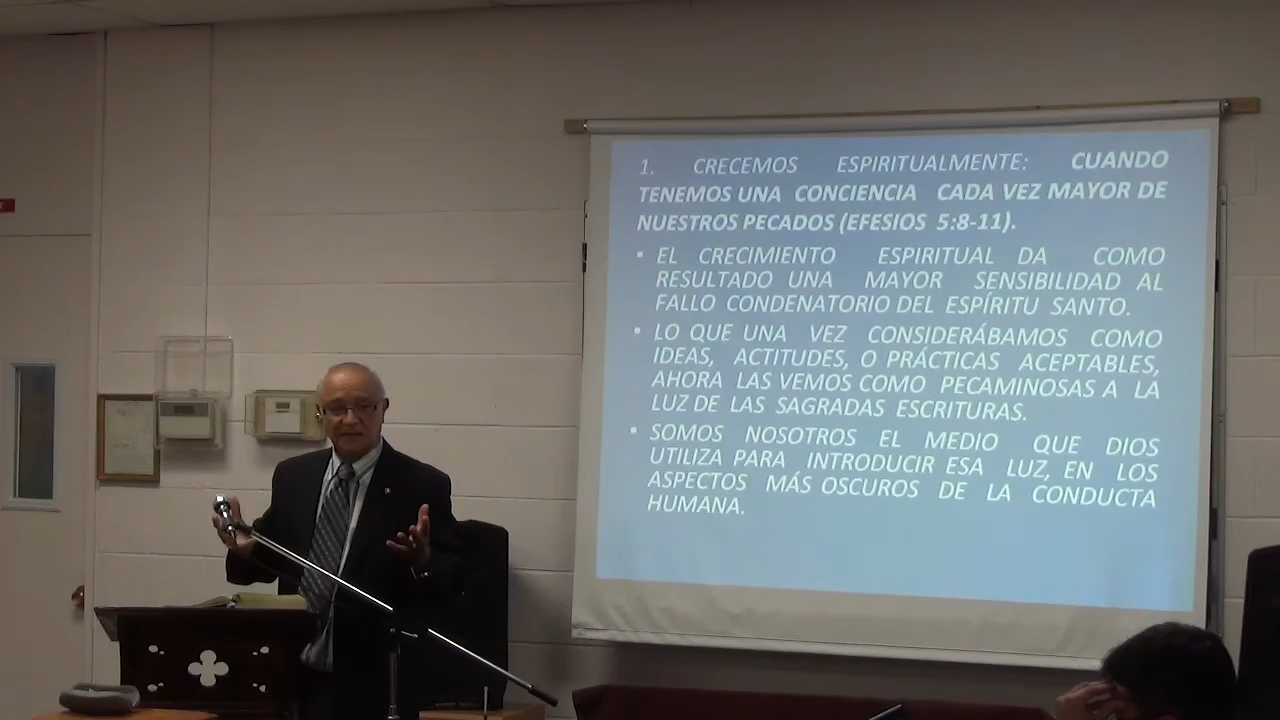 1. CRECEMOS ESPIRITUALMENTE: CUANDO
TENEMOS UNA CONCIENCIA CADA VEZ MAYOR DE
NUESTROS PECADOS (EFESIOS 5:8-11).
• EL CRECIMIENTO ESPIRITUAL DA COMO
RESULTADO UNA MAYOR SENSIBILIDAD AL
FALLO CONDENATORIO DEL ESPÍRITU SANTO.
• LO QUE UNA VEZ CONSIDERÁBAMOS COMO
IDEAS, ACTITUDES, O PRÁCTICAS ACEPTABLES,
AHORA LAS VEMOS COMO PECAMINOSAS A LA
LUZ DE LAS SAGRADAS ESCRITURAS.
• SOMOS NOSOTROS EL MEDIO QUE DIOS
UTILIZA PARA INTRODUCIR ESA LUZ, EN LOS
ASPECTOS MÁS OSCUROS DE LA CONDUCTA
HUMANA.